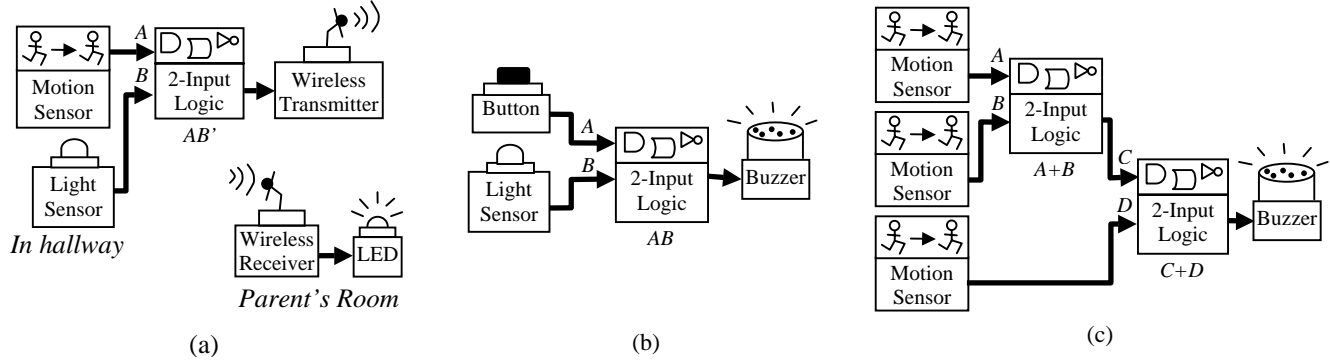 A
B
Motion
Sensor
2-Input
Logic
AB'
Wireless
Transmitter
Light
Sensor
In hallway
Wireless
Receiver
LED
Parent's Room
(a)
Button
A
B
Light
Sensor
2-Input
Logic
AB
Buzzer
(b)
Motion
Sensor
A
B
2-Input
Logic
A+B
Motion
Sensor
C
D
2-Input
Logic
C+D
Buzzer
Motion
Sensor
(c)